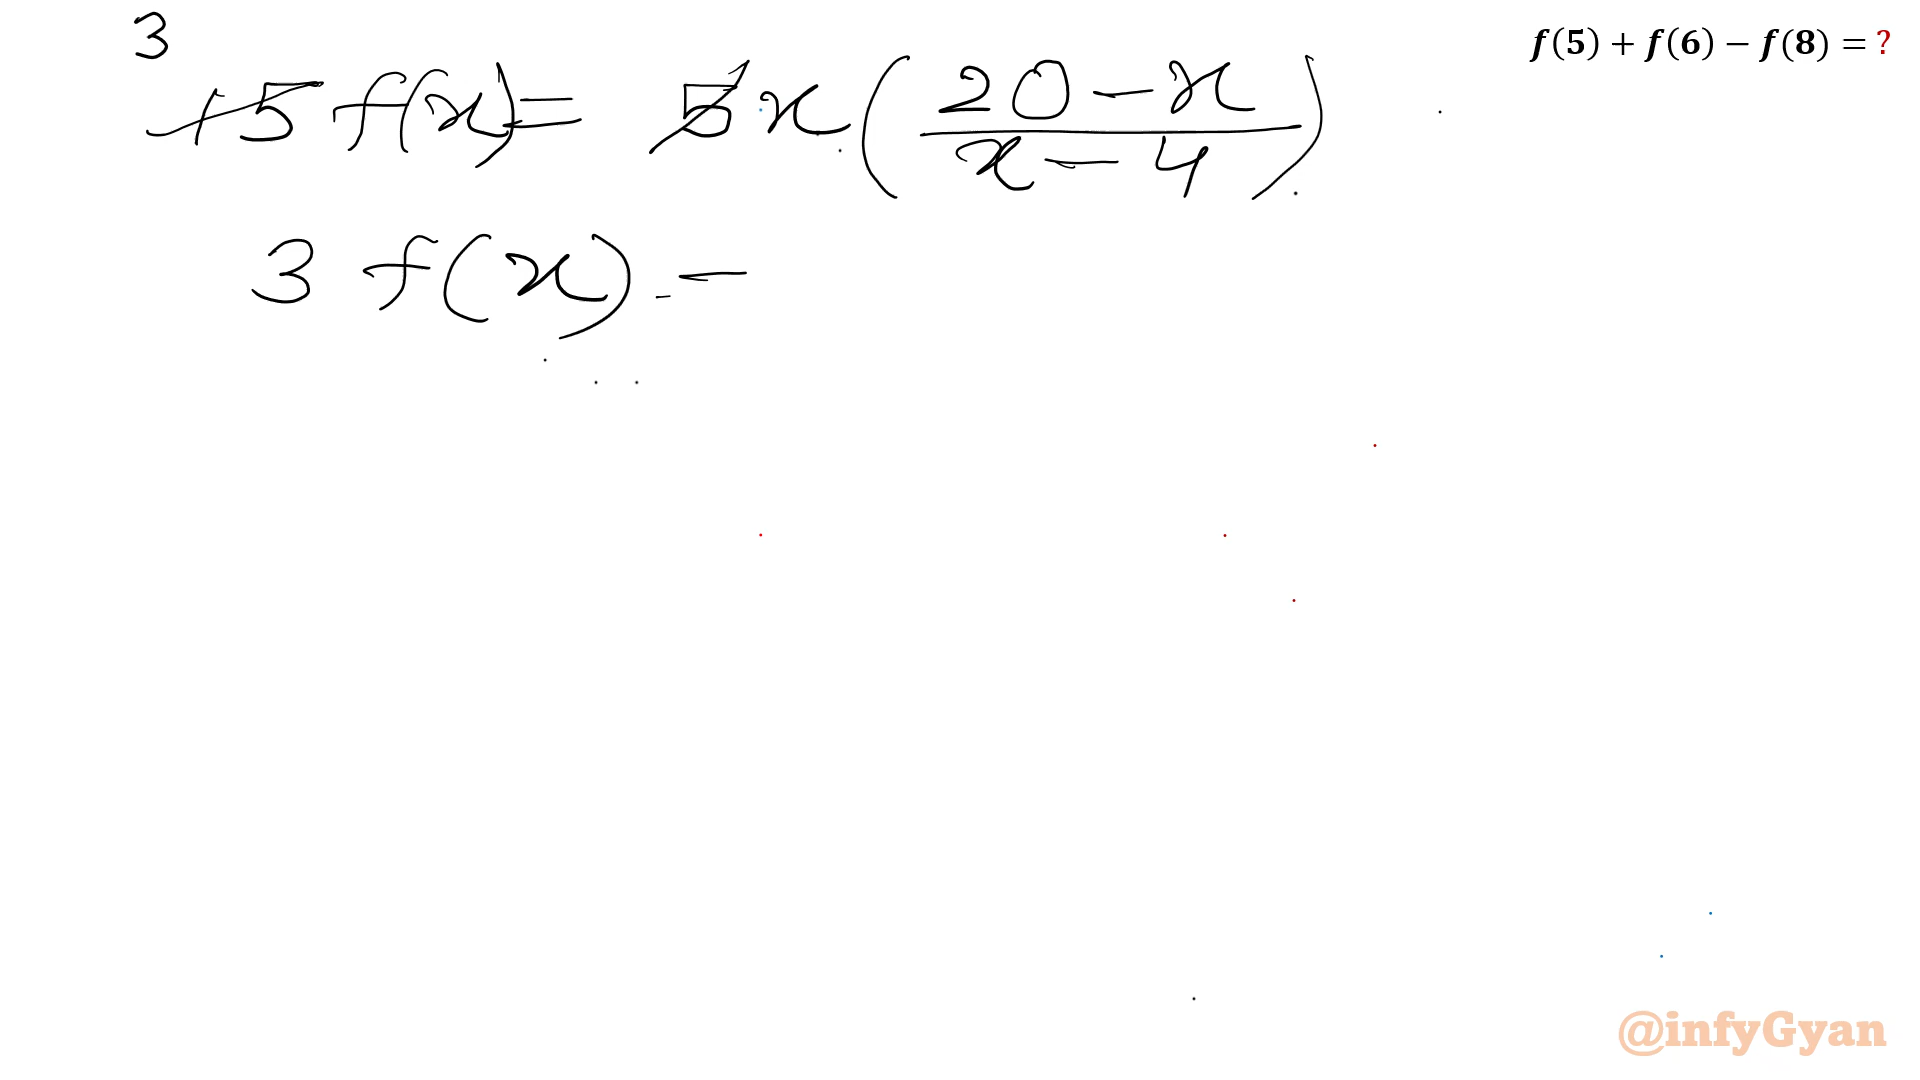 f(5) + f(6) − f(8) = ?
3
15 f(x) = 5x ( 20 − x / x − 4 )
3 f(x) −
@infyGyan